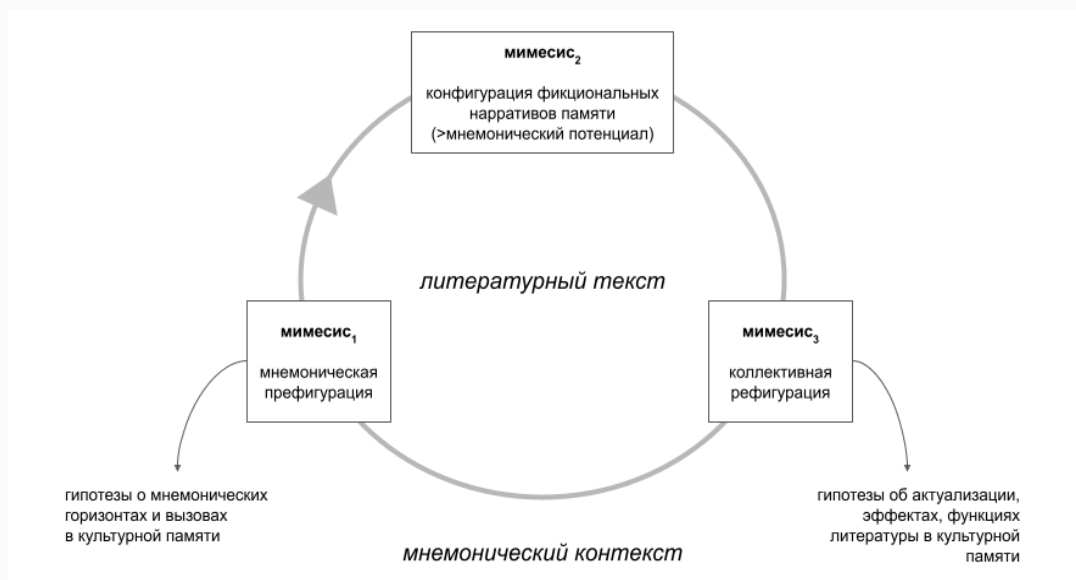 мимесис₂
конфигурация фикциональных
нарративов памяти
(>мнемонический потенциал)
литературный текст
мимесис₁
мнемоническая
префигурация
мимесис₃
коллективная
рефигурация
гипотезы о мнемонических
горизонтах и вызовах
в культурной памяти
гипотезы об актуализации,
эффектах, функциях
литературы в культурной
памяти
мнемонический контекст